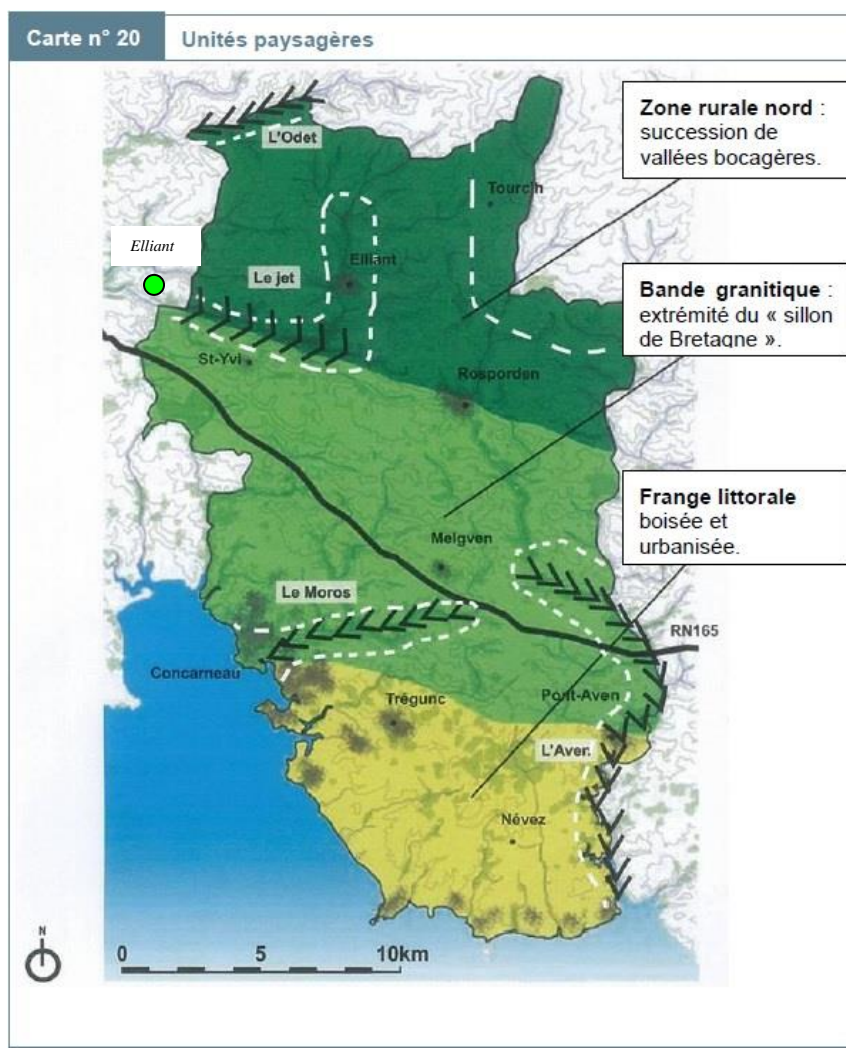 Carte n° 20
Unités paysagères
Zone rurale nord :
succession de
vallées bocagères.
L'Odet
Tourc'h
Elliant
Elliant
Le jet
Bande granitique :
extrémité du « sillon
de Bretagne ».
St-Yvi
Rosporden
Frange littorale
boisée et
urbanisée.
Melgven
Le Moros
RN165
Concarneau
Pont-Aven
Trégunc
L'Aven
Névez
N
0 5 10km